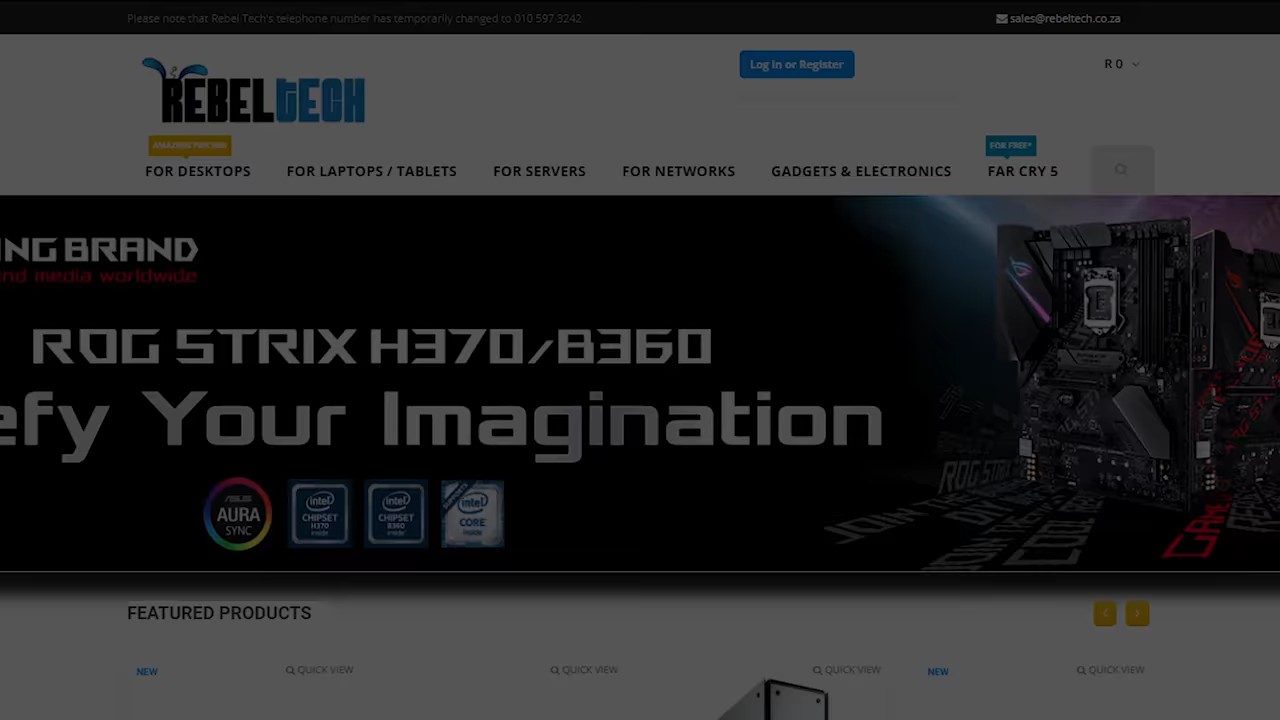 Please note that Rebel Tech's telephone number has temporarily changed to 010 597 3242
sales@rebeltech.co.za
REBELTECH
Log In or Register
R 0
AMAZING PRICING
FOR FREE*
FOR DESKTOPS
FOR LAPTOPS / TABLETS
FOR SERVERS
FOR NETWORKS
GADGETS & ELECTRONICS
FAR CRY 5
ING BRAND
nd media worldwide
ROG STRIX H370/B360
efy Your Imagination
ASUS
AURA
SYNC
intel
CHIPSET
H370
inside
intel
CHIPSET
B360
inside
SUPPORTS
intel
CORE
inside
ROG STRIX
FEATURED PRODUCTS
NEW
QUICK VIEW
QUICK VIEW
QUICK VIEW
NEW
QUICK VIEW